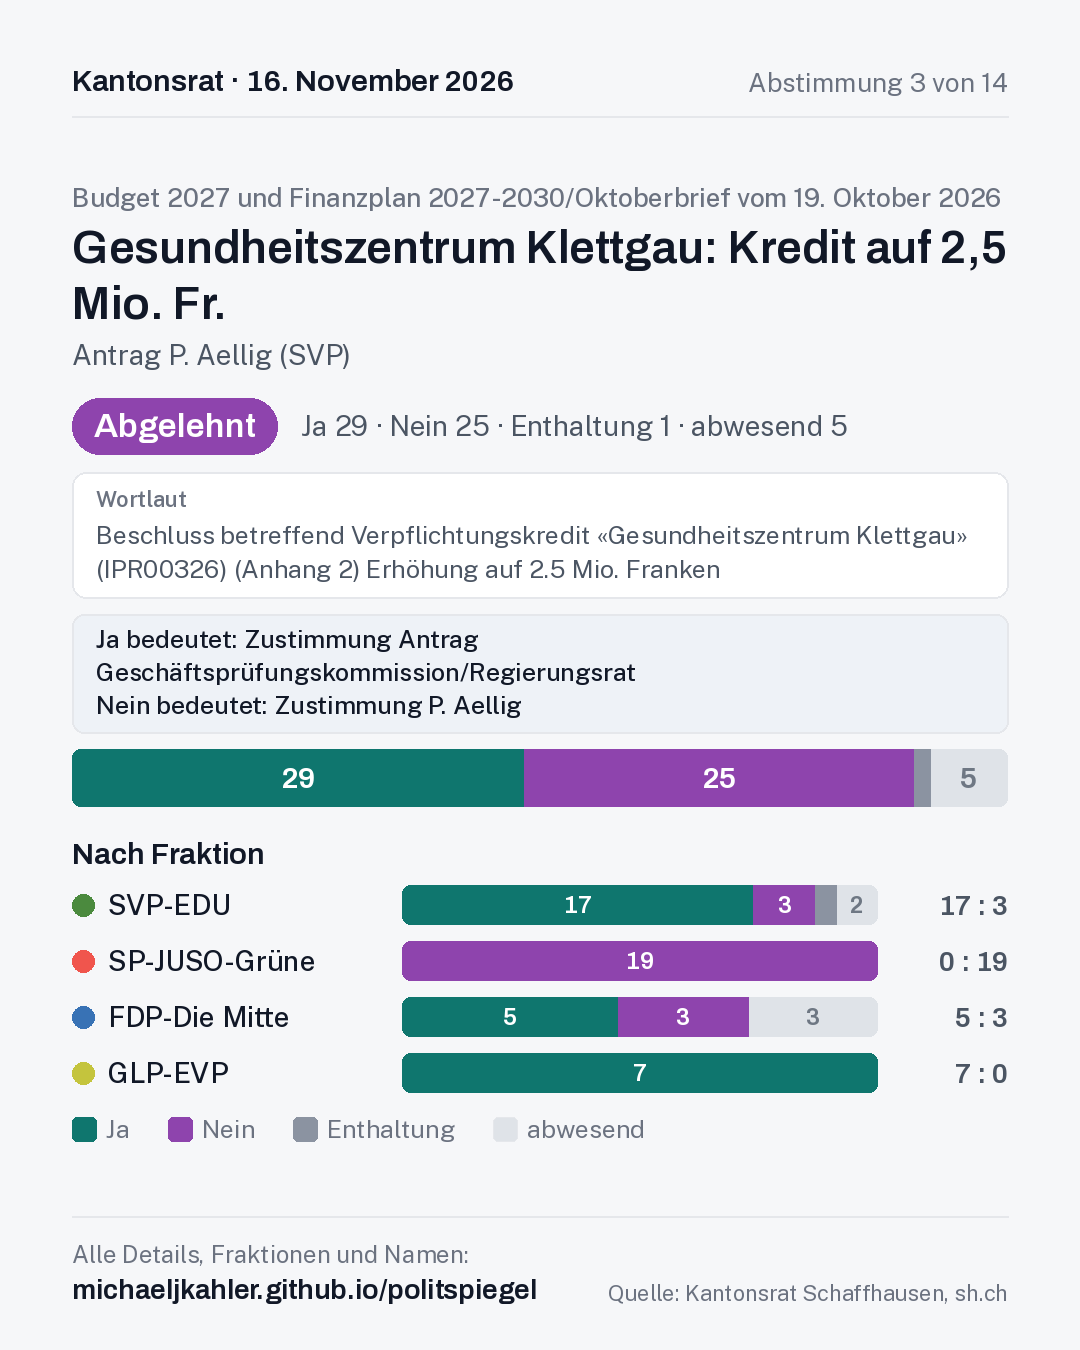 Kantonsrat · 16. November 2026
Abstimmung 3 von 14
Budget 2027 und Finanzplan 2027-2030/Oktoberbrief vom 19. Oktober 2026
Gesundheitszentrum Klettgau: Kredit auf 2,5
Mio. Fr.
Antrag P. Aellig (SVP)
Abgelehnt
Ja 29 · Nein 25 · Enthaltung 1 · abwesend 5
Wortlaut
Beschluss betreffend Verpflichtungskredit «Gesundheitszentrum Klettgau»
(IPR00326) (Anhang 2) Erhöhung auf 2.5 Mio. Franken
Ja bedeutet: Zustimmung Antrag
Geschäftsprüfungskommission/Regierungsrat
Nein bedeutet: Zustimmung P. Aellig
29 25 5
Nach Fraktion
SVP-EDU 17 3 2 17 : 3
SP-JUSO-Grüne 19 0 : 19
FDP-Die Mitte 5 3 3 5 : 3
GLP-EVP 7 7 : 0
Ja Nein Enthaltung abwesend
Alle Details, Fraktionen und Namen:
michaeljkahler.github.io/politspiegel
Quelle: Kantonsrat Schaffhausen, sh.ch